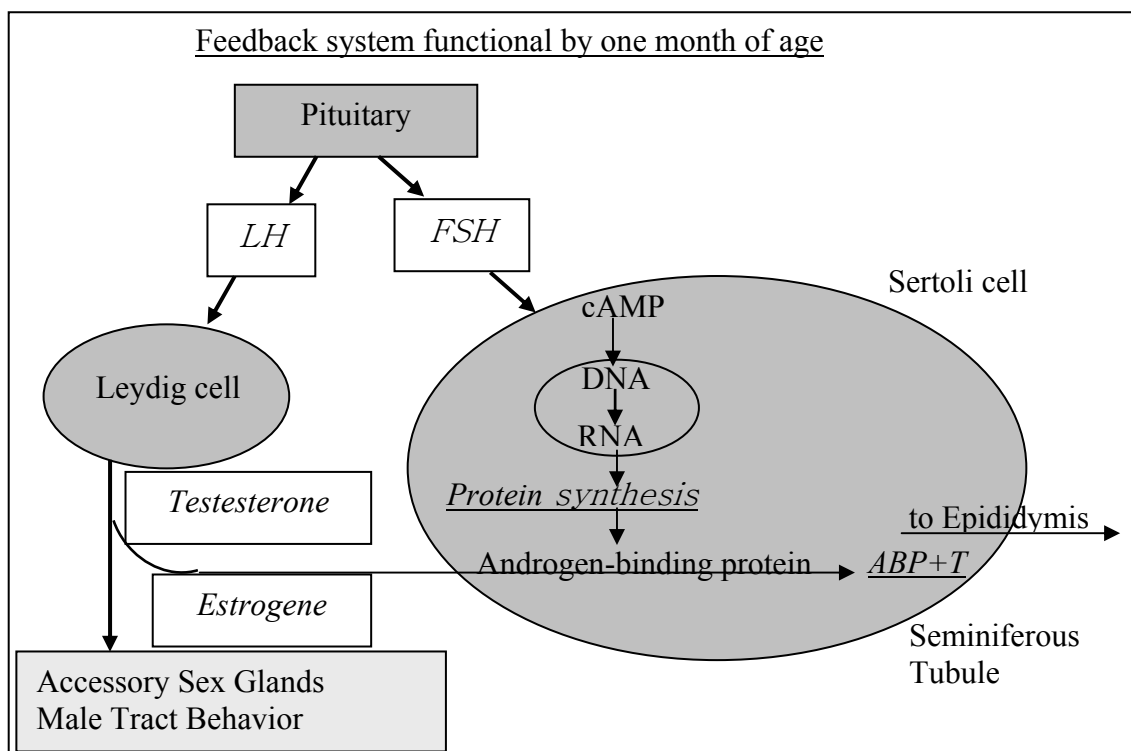 Feedback system functional by one month of age
Pituitary
LH
FSH
Sertoli cell
cAMP
DNA
RNA
Leydig cell
Protein synthesis
Testesterone
to Epididymis
Androgen-binding protein
ABP+T
Estrogene
Seminiferous
Tubule
Accessory Sex Glands
Male Tract Behavior